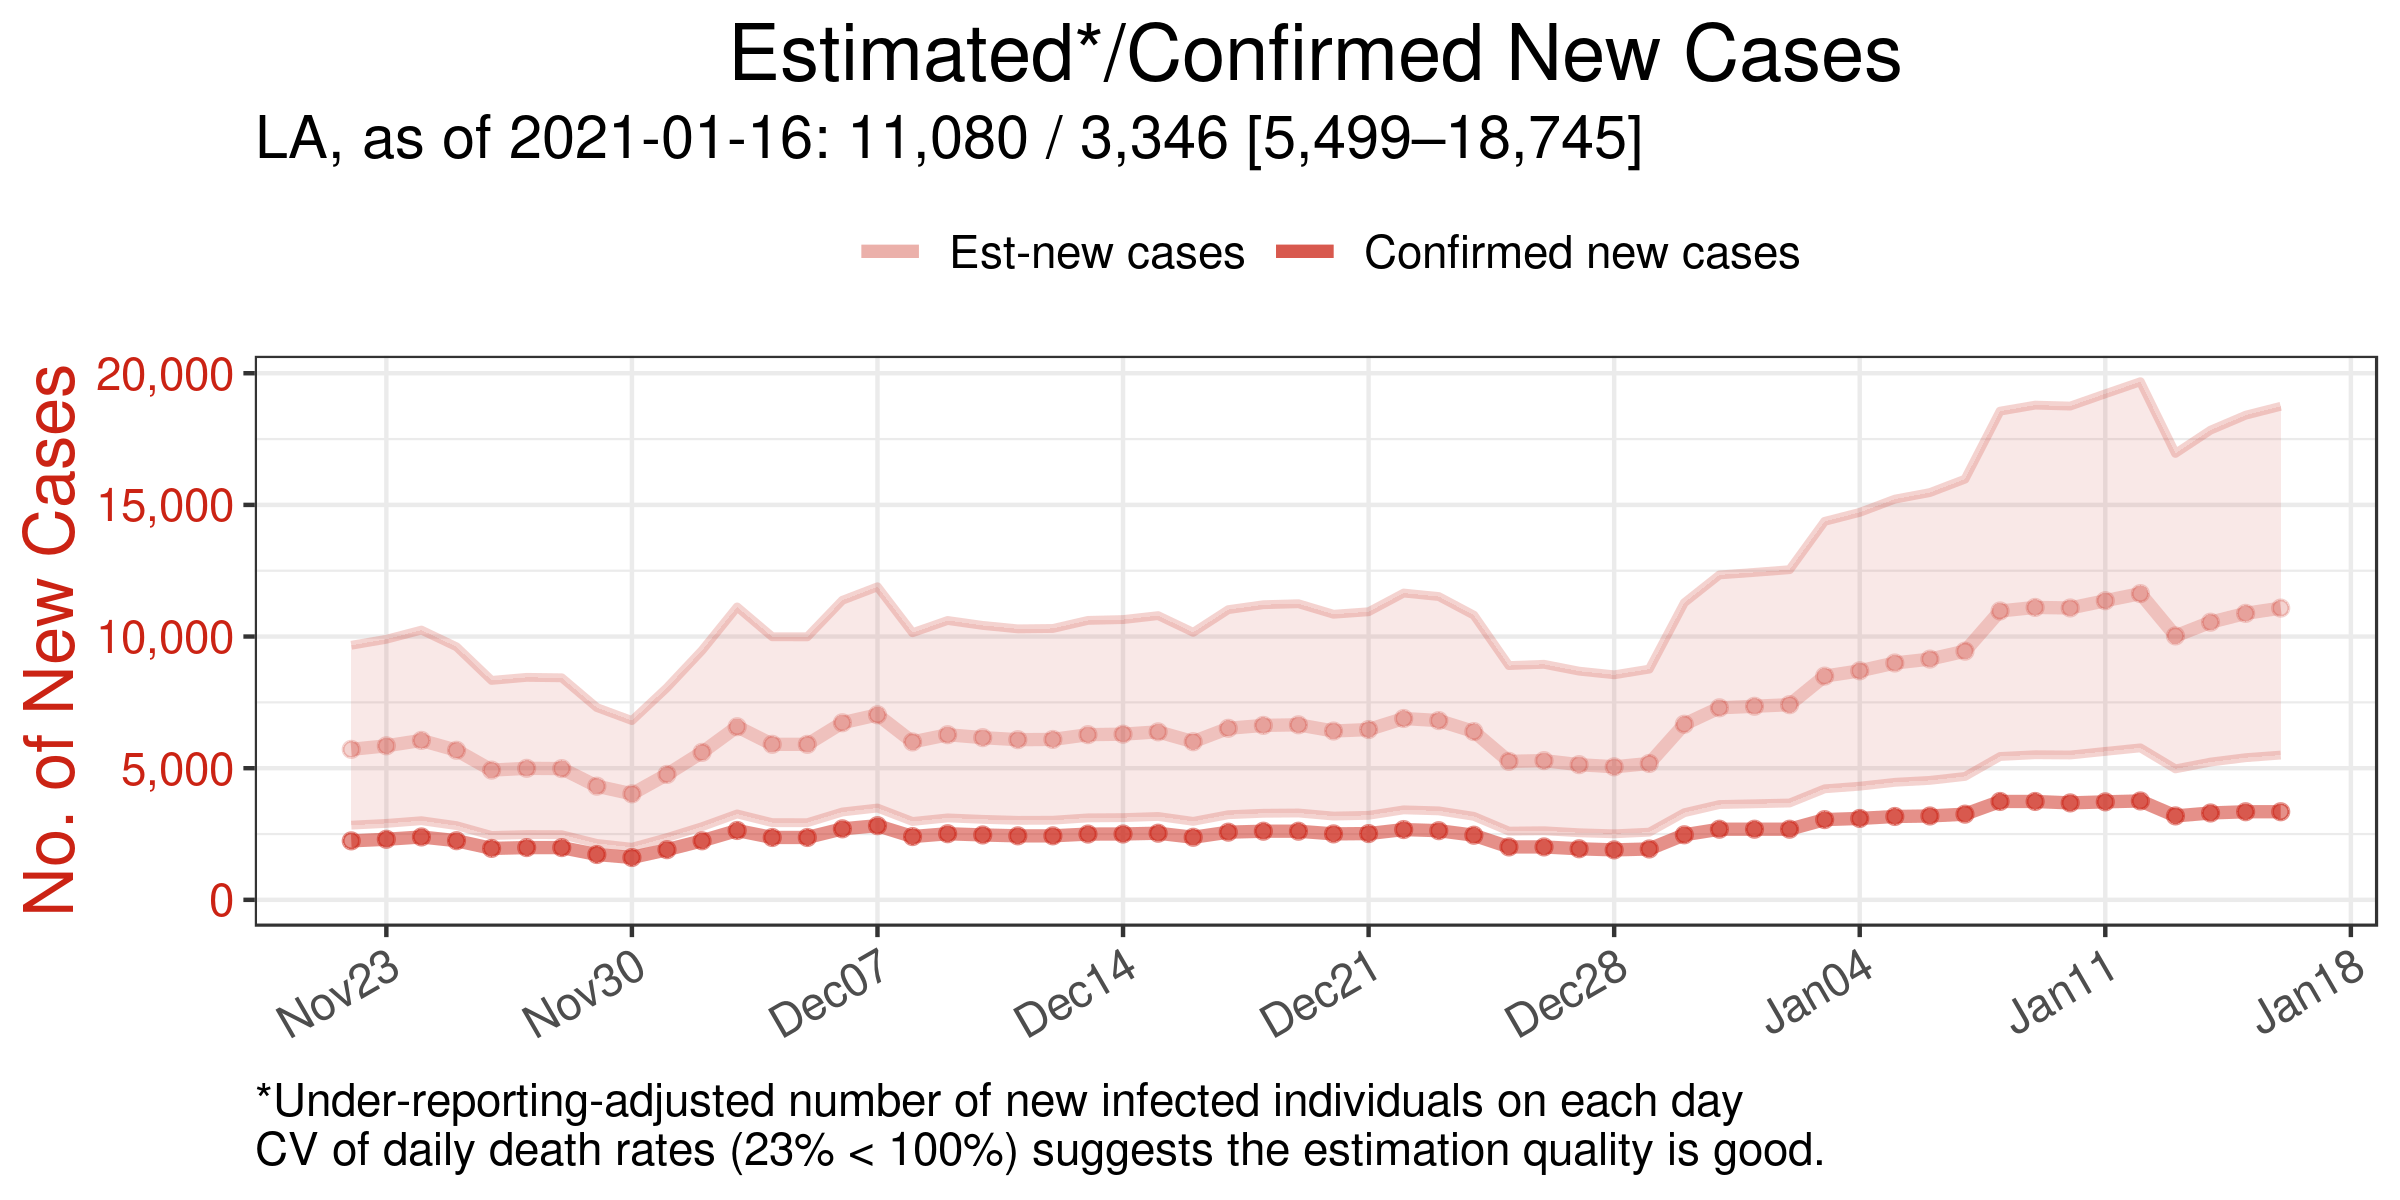 Estimated*/Confirmed New Cases
LA, as of 2021-01-16: 11,080 / 3,346 [5,499–18,745]
Est-new cases Confirmed new cases
No. of New Cases
20,000
15,000
10,000
5,000
0
Nov23 Nov30 Dec07 Dec14 Dec21 Dec28 Jan04 Jan11 Jan18
*Under-reporting-adjusted number of new infected individuals on each day
CV of daily death rates (23% < 100%) suggests the estimation quality is good.